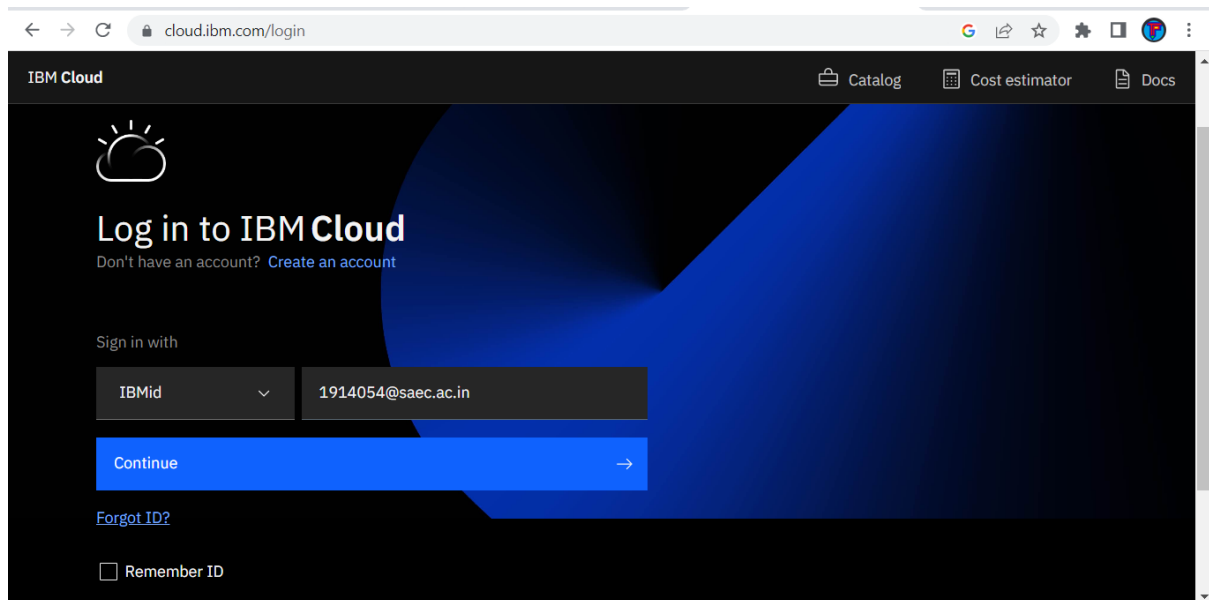 cloud.ibm.com/login
IBM Cloud Catalog Cost estimator Docs
Log in to IBM Cloud
Don't have an account? Create an account
Sign in with
IBMid 1914054@saec.ac.in
Continue
Forgot ID?
Remember ID